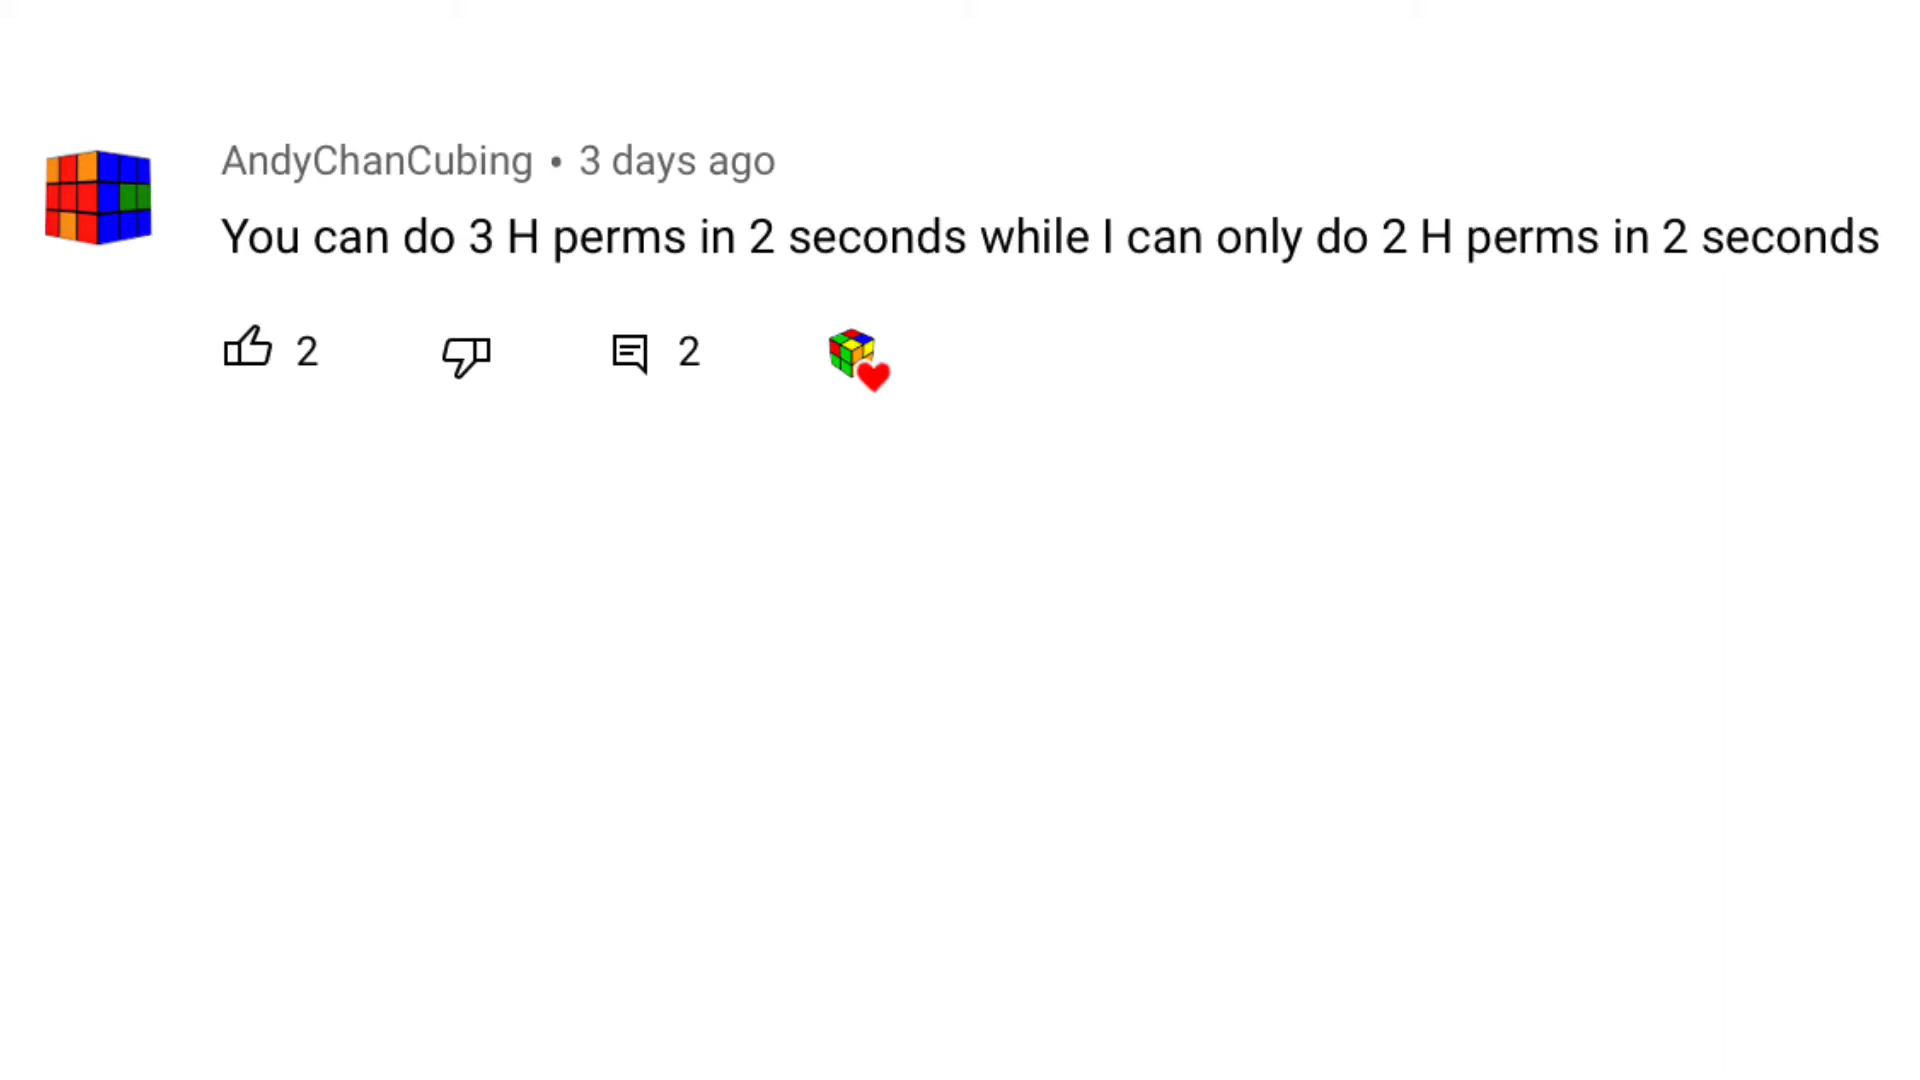 AndyChanCubing • 3 days ago
You can do 3 H perms in 2 seconds while I can only do 2 H perms in 2 seconds
2 2